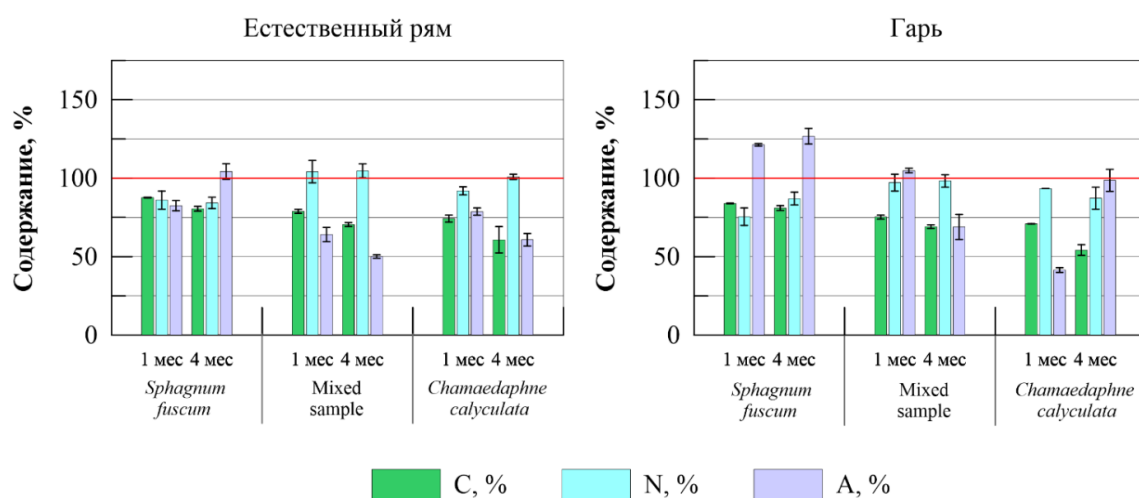 Естественный рям
Содержание, %
150
100
50
0
1 мес 4 мес
1 мес 4 мес
1 мес 4 мес
Sphagnum
fuscum
Mixed
sample
Chamaedaphne
calyculata
Гарь
Содержание, %
150
100
50
0
1 мес 4 мес
1 мес 4 мес
1 мес 4 мес
Sphagnum
fuscum
Mixed
sample
Chamaedaphne
calyculata
C, %
N, %
A, %